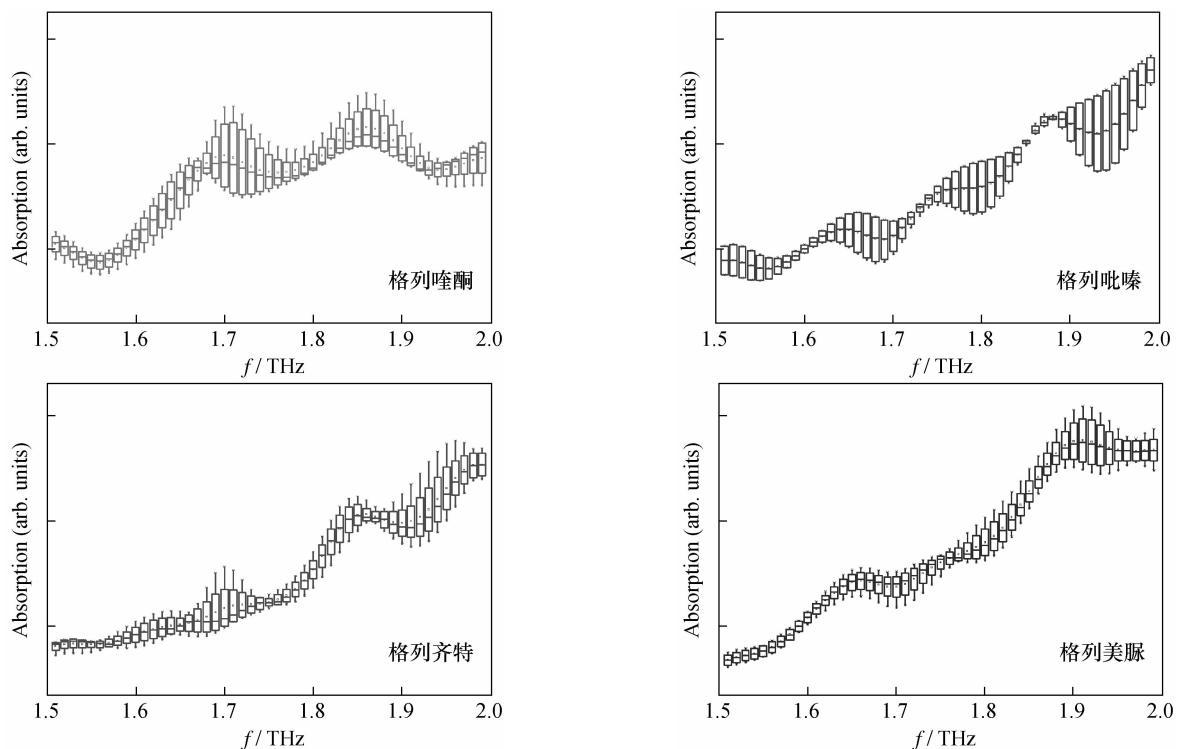 Absorption (arb. units)
格列喹酮
1.5 1.6 1.7 1.8 1.9 2.0
f / THz
Absorption (arb. units)
格列吡嗪
1.5 1.6 1.7 1.8 1.9 2.0
f / THz
Absorption (arb. units)
格列齐特
1.5 1.6 1.7 1.8 1.9 2.0
f / THz
Absorption (arb. units)
格列美脲
1.5 1.6 1.7 1.8 1.9 2.0
f / THz